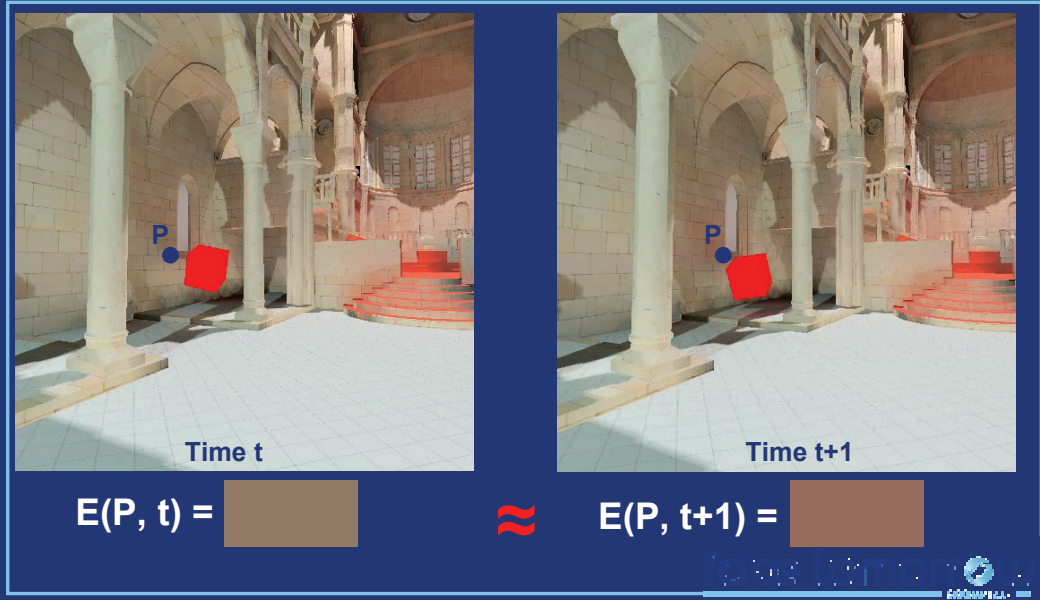 P
P
Time t
Time t+1
E(P, t) =
≈
E(P, t+1) =